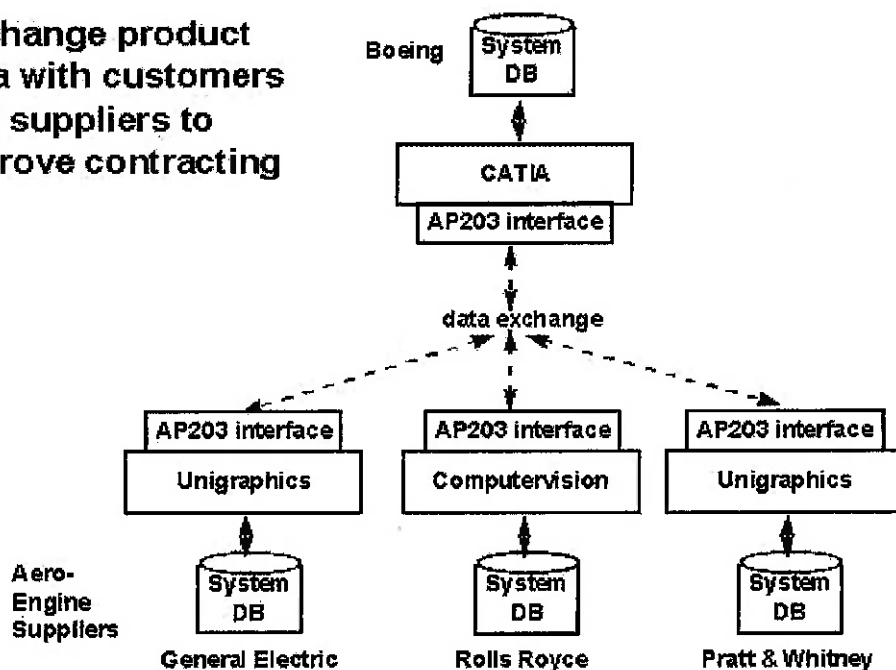 change product
a with customers
suppliers to
rove contracting
Boeing
System
DB
CATIA
AP203 interface
data exchange
AP203 interface
AP203 interface
AP203 interface
Unigraphics
Computervision
Unigraphics
Aero-
Engine
Suppliers
System
DB
System
DB
System
DB
General Electric
Rolls Royce
Pratt & Whitney